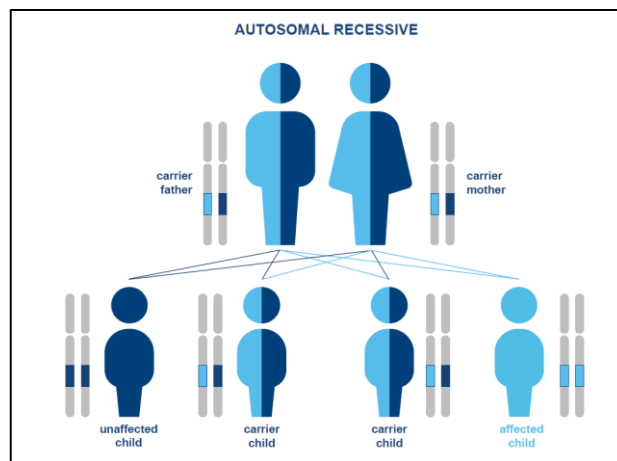 AUTOSOMAL RECESSIVE
carrier
father
carrier
mother
unaffected
child
carrier
child
carrier
child
affected
child